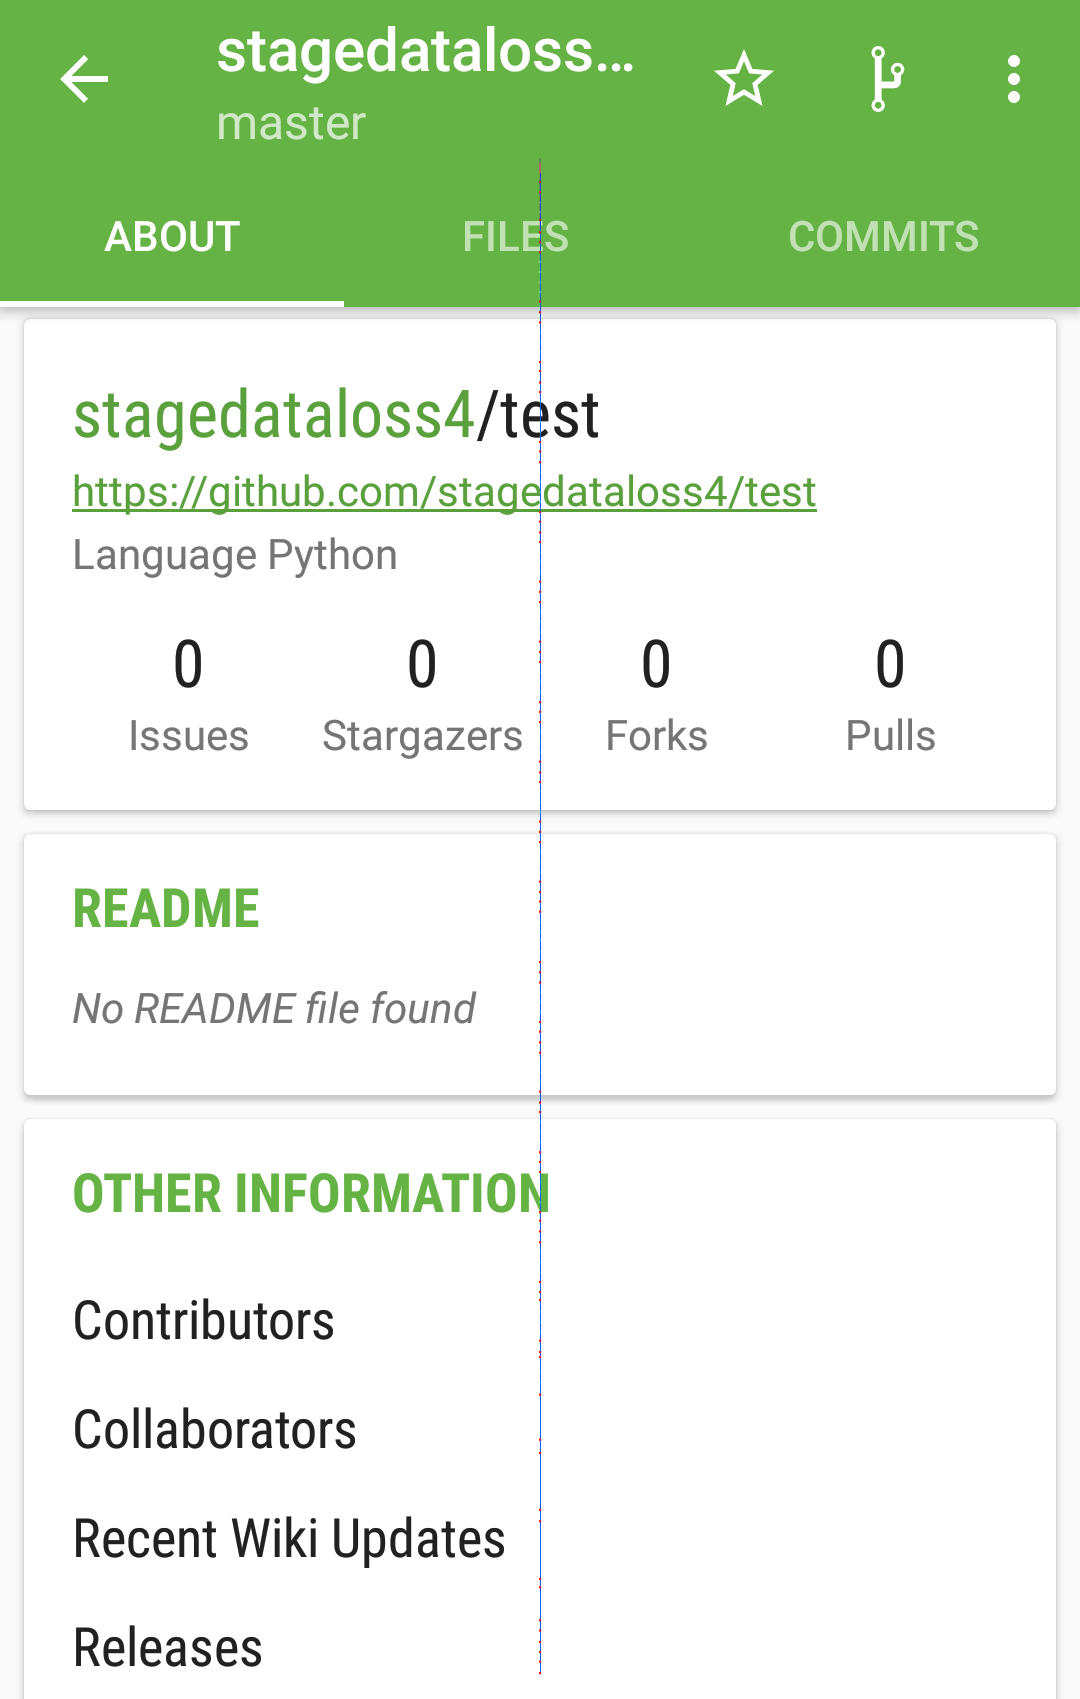 stagedataloss...
master
ABOUT FILES COMMITS
stagedataloss4/test
https://github.com/stagedataloss4/test
Language Python
0 0 0 0
Issues Stargazers Forks Pulls
README
No README file found
OTHER INFORMATION
Contributors
Collaborators
Recent Wiki Updates
Releases